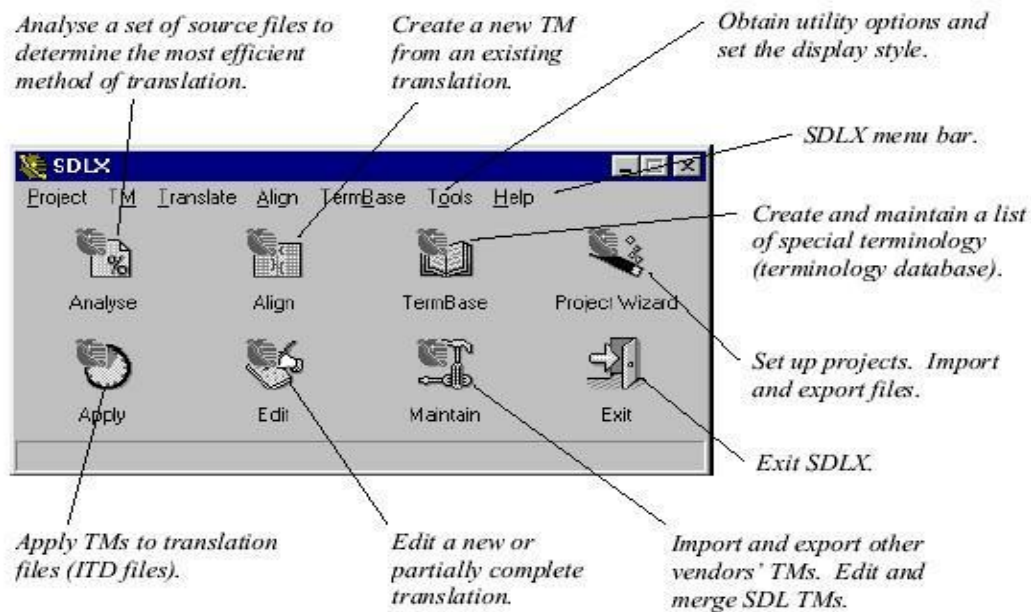 Analyse a set of source files to
determine the most efficient
method of translation.
Create a new TM
from an existing
translation.
Obtain utility options and
set the display style.
SDLX menu bar.
SDLX
Project TM Translate Align TermBase Tools Help
Create and maintain a list
of special terminology
(terminology database).
Analyse Align TermBase Project Wizard
Set up projects. Import
and export files.
Apply Edit Maintain Exit
Exit SDLX.
Apply TMs to translation
files (ITD files).
Edit a new or
partially complete
translation.
Import and export other
vendors' TMs. Edit and
merge SDL TMs.